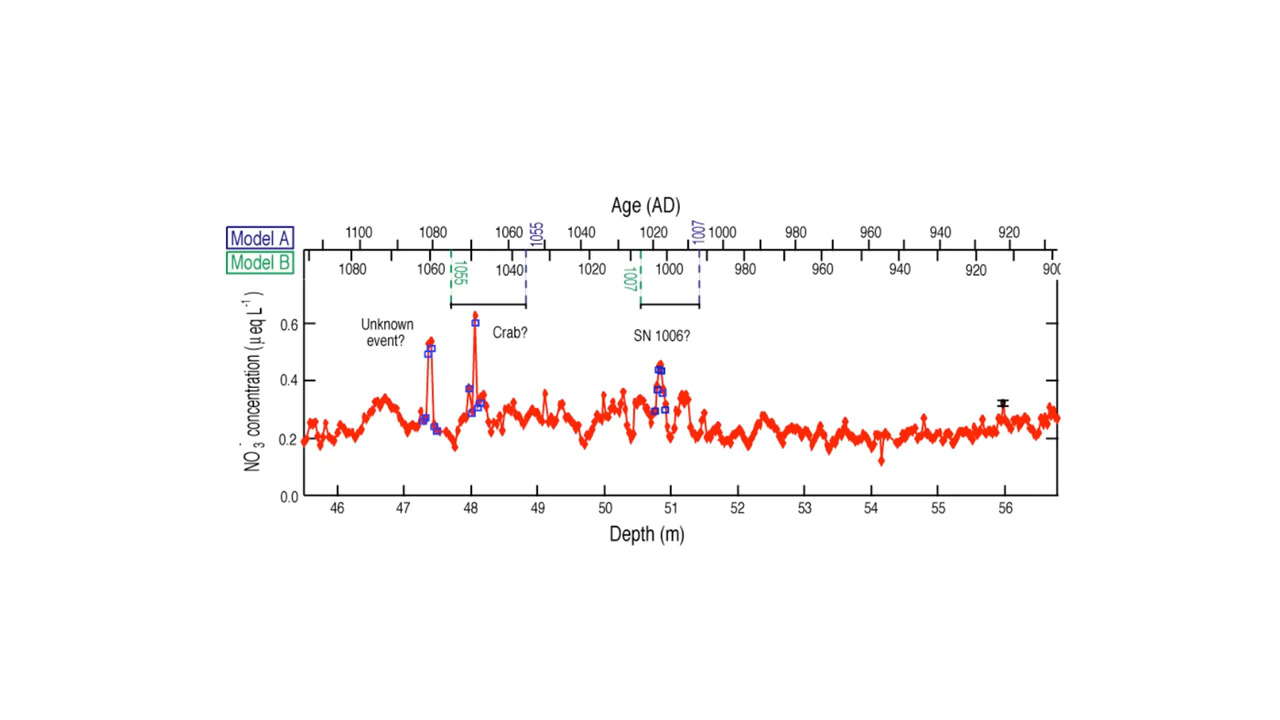 Age (AD)
Model A
1100 1080 1060 1055 1040 1020 1007 1000 980 960 940 920
Model B
1080 1060 1055 1040 1020 1007 1000 980 960 940 920 900
NO3- concentration (μeq L-1)
0.6
0.4
0.2
0.0
Unknown
event?
Crab?
SN 1006?
46 47 48 49 50 51 52 53 54 55 56
Depth (m)